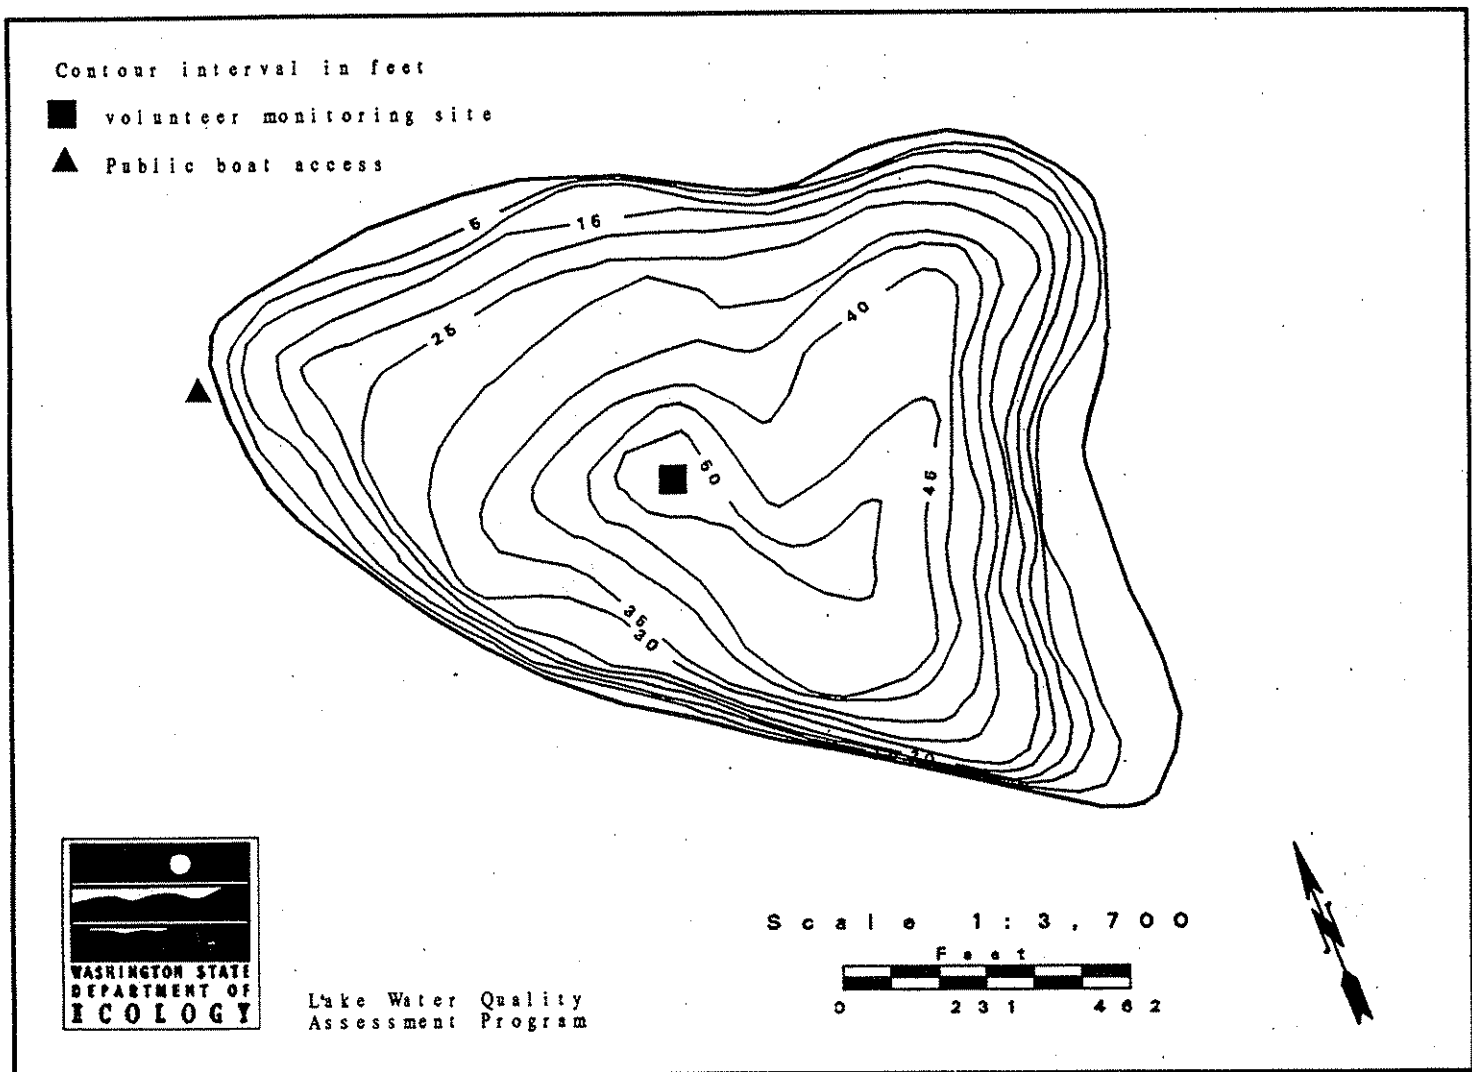 Contour interval in feet
volunteer monitoring site
Public boat access
5
16
25
40
50
45
35
30
20
Scale 1:3,700
Feet
0 231 462
N
WASHINGTON STATE
DEPARTMENT OF
ECOLOGY
Lake Water Quality
Assessment Program